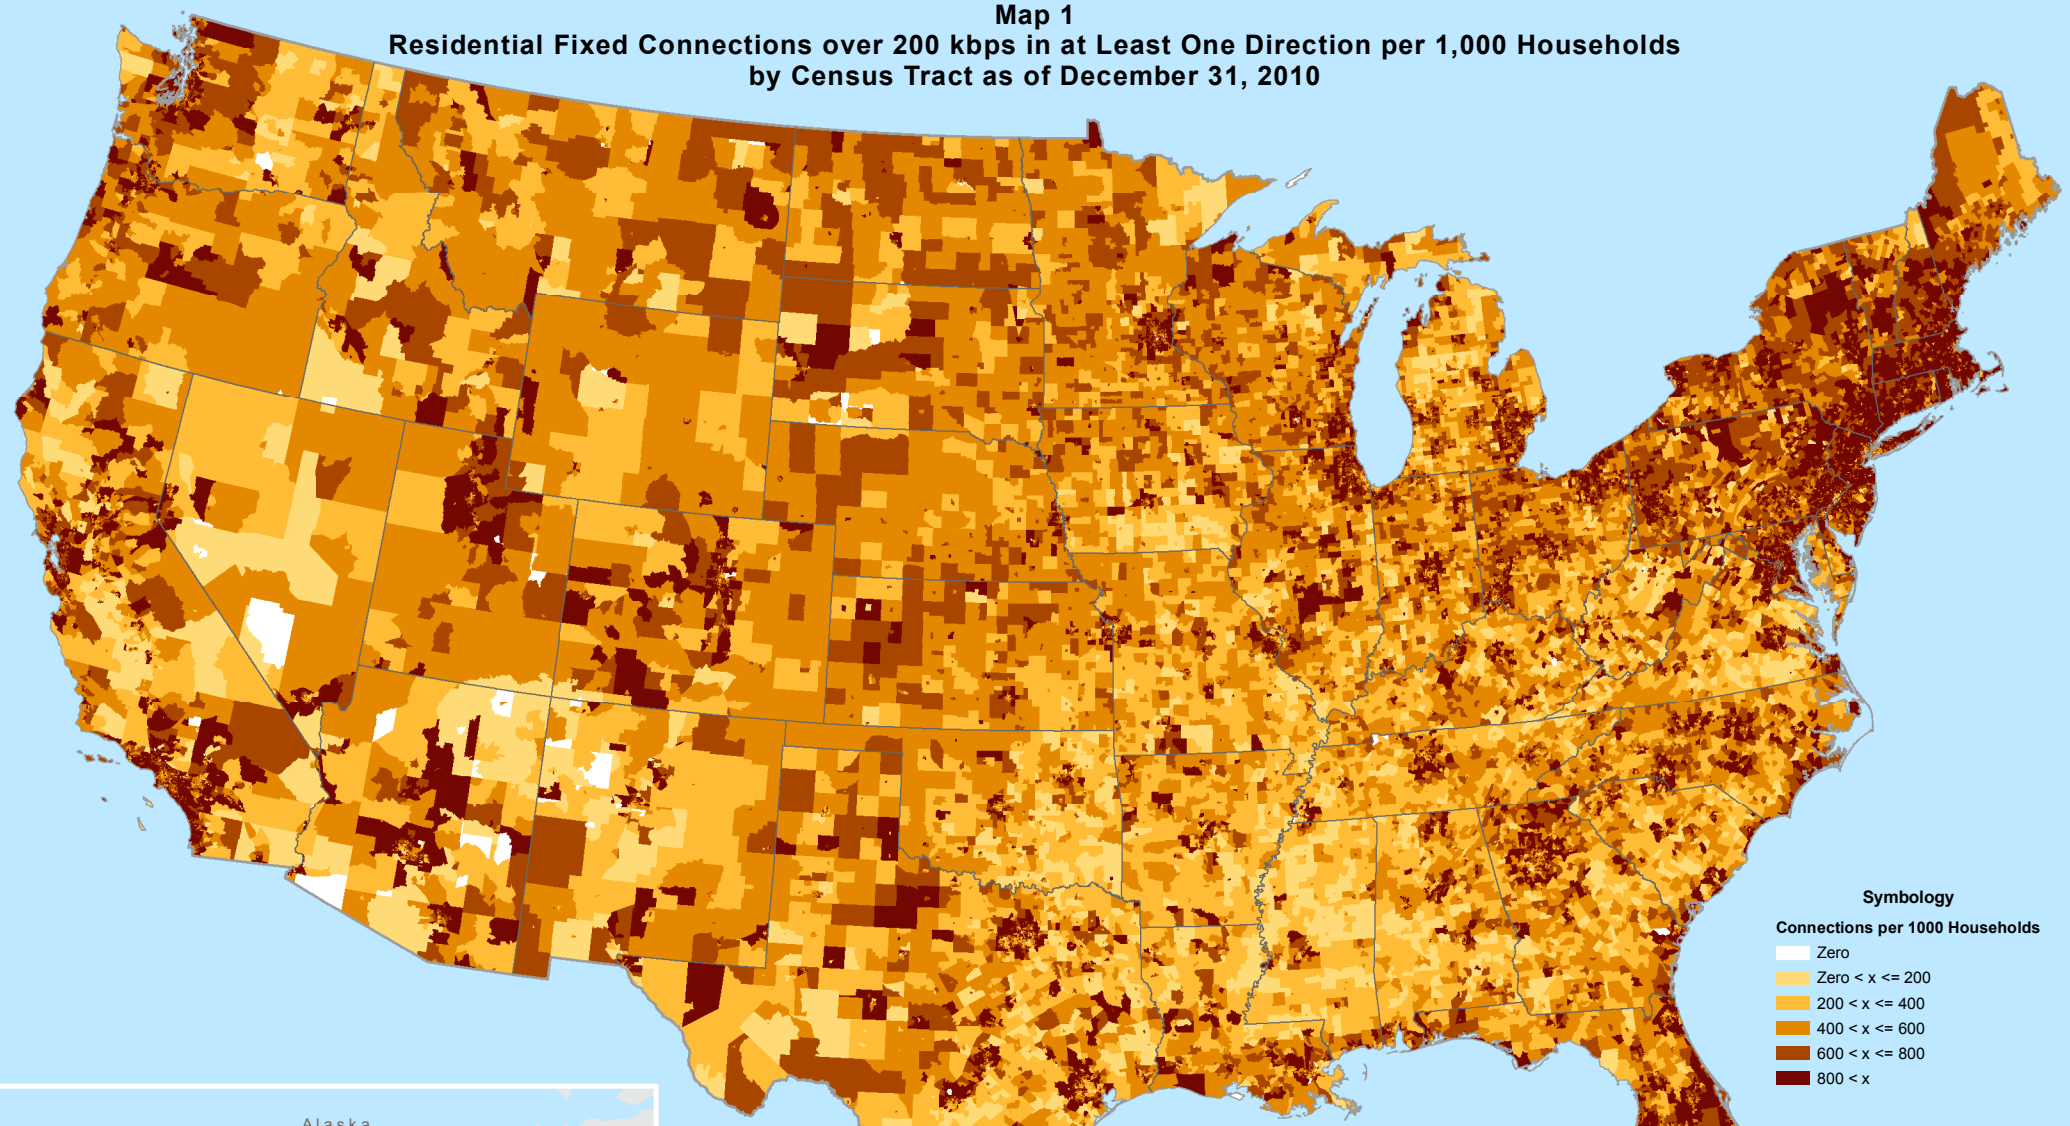 Map 1
Residential Fixed Connections over 200 kbps in at Least One Direction per 1,000 Households
by Census Tract as of December 31, 2010
Symbology
Connections per 1000 Households
Zero
Zero < x <= 200
200 < x <= 400
400 < x <= 600
600 < x <= 800
800 < x
Alaska